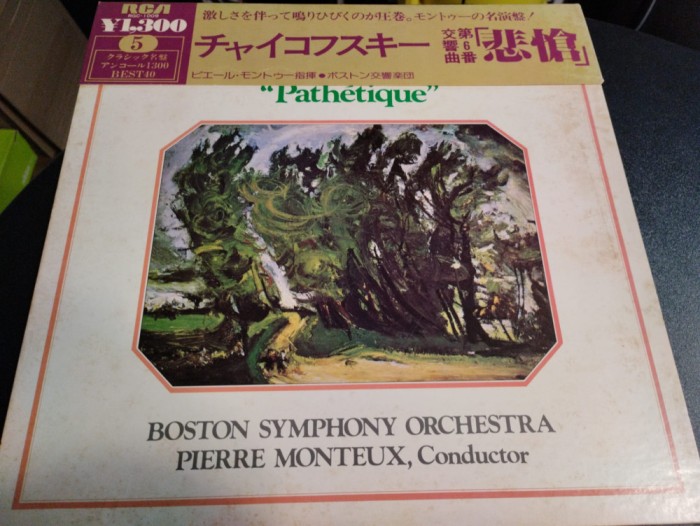 RCA
¥1,300
5
クラシック名盤
アンコール1300
BEST40
激しさを伴って鳴りひびくのが圧巻。モントゥーの名演盤!
チャイコフスキー
交響曲
第6番
「悲愴」
ピエール・モントゥー指揮●ボストン交響楽団
"Pathétique"
BOSTON SYMPHONY ORCHESTRA
PIERRE MONTEUX, Conductor